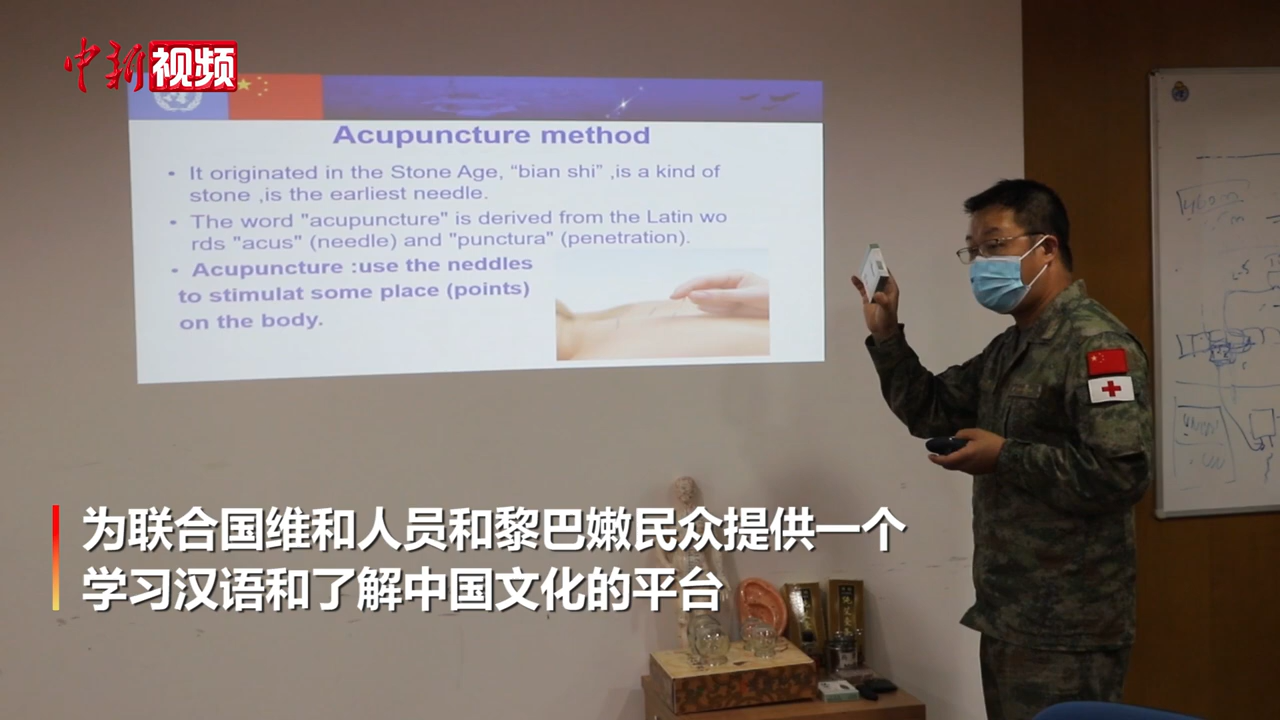 中新视频
Acupuncture method
• It originated in the Stone Age, “bian shi” ,is a kind of
stone ,is the earliest needle.
• The word "acupuncture" is derived from the Latin wo
rds "acus" (needle) and "punctura" (penetration).
• Acupuncture :use the neddles
to stimulat some place (points)
on the body.
为联合国维和人员和黎巴嫩民众提供一个
学习汉语和了解中国文化的平台